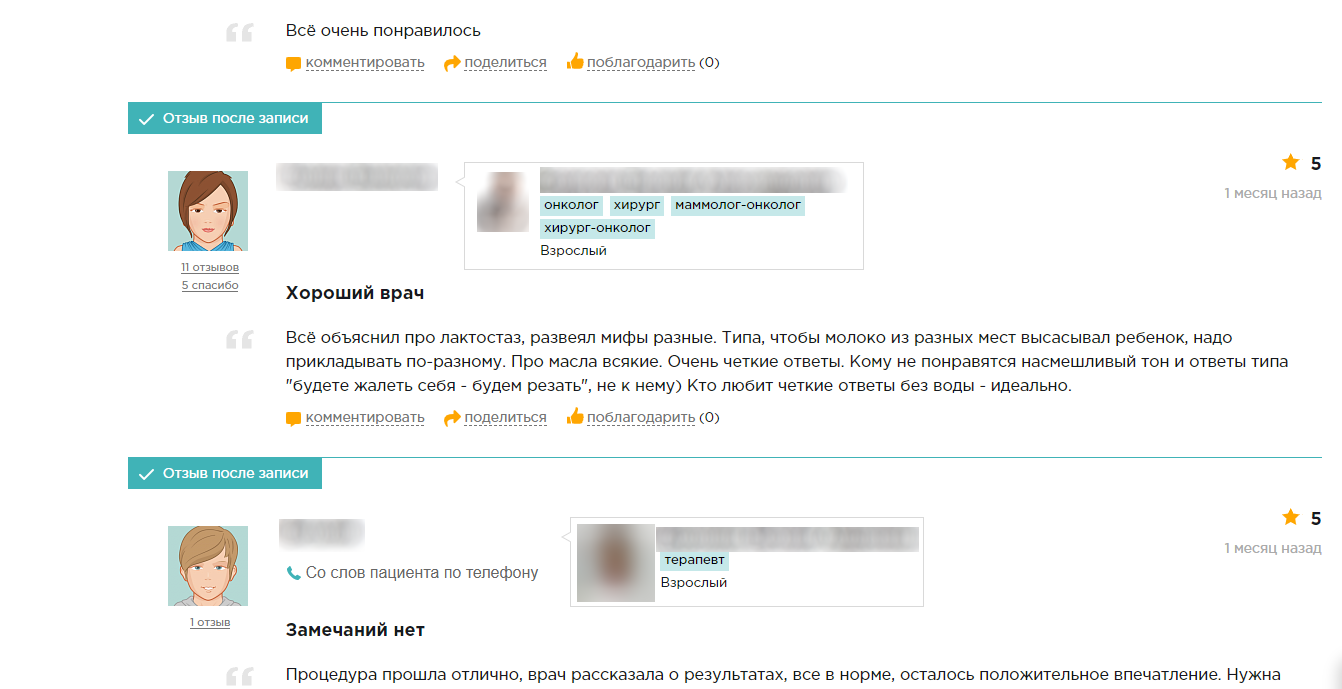 Всё очень понравилось
комментировать поделиться поблагодарить (0)
Отзыв после записи
5
1 месяц назад
онколог хирург маммолог-онколог
хирург-онколог
Взрослый
11 отзывов
5 спасибо
Хороший врач
Всё объяснил про лактостаз, развеял мифы разные. Типа, чтобы молоко из разных мест высасывал ребенок, надо
прикладывать по-разному. Про масла всякие. Очень четкие ответы. Кому не понравятся насмешливый тон и ответы типа
"будете жалеть себя - будем резать", не к нему) Кто любит четкие ответы без воды - идеально.
комментировать поделиться поблагодарить (0)
Отзыв после записи
5
1 месяц назад
терапевт
Взрослый
Со слов пациента по телефону
1 отзыв
Замечаний нет
Процедура прошла отлично, врач рассказала о результатах, все в норме, осталось положительное впечатление. Нужна